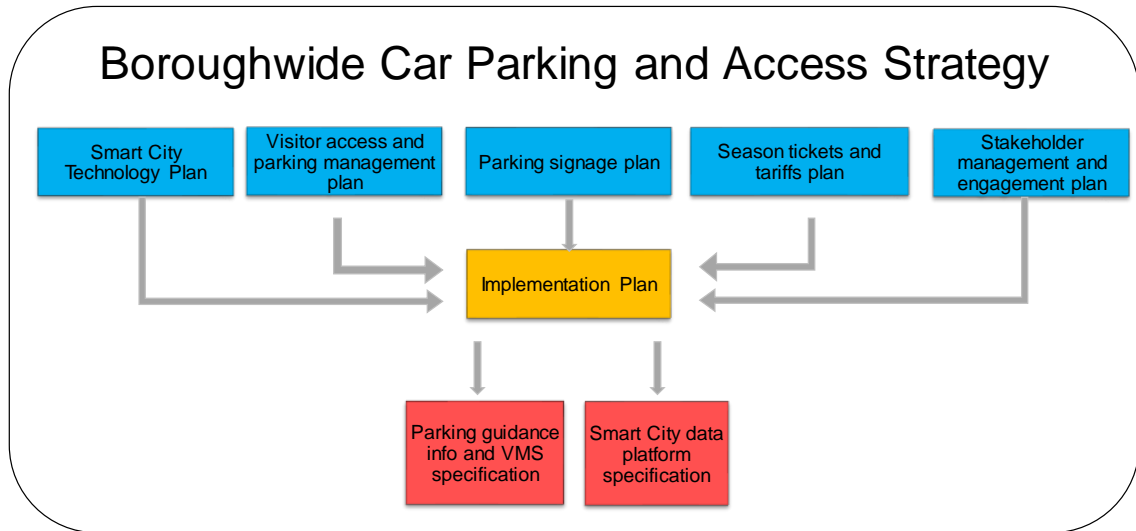 Boroughwide Car Parking and Access Strategy
Smart City
Technology Plan
Visitor access and
parking management
plan
Parking signage plan
Season tickets and
tariffs plan
Stakeholder
management and
engagement plan
Implementation Plan
Parking guidance
info and VMS
specification
Smart City data
platform
specification